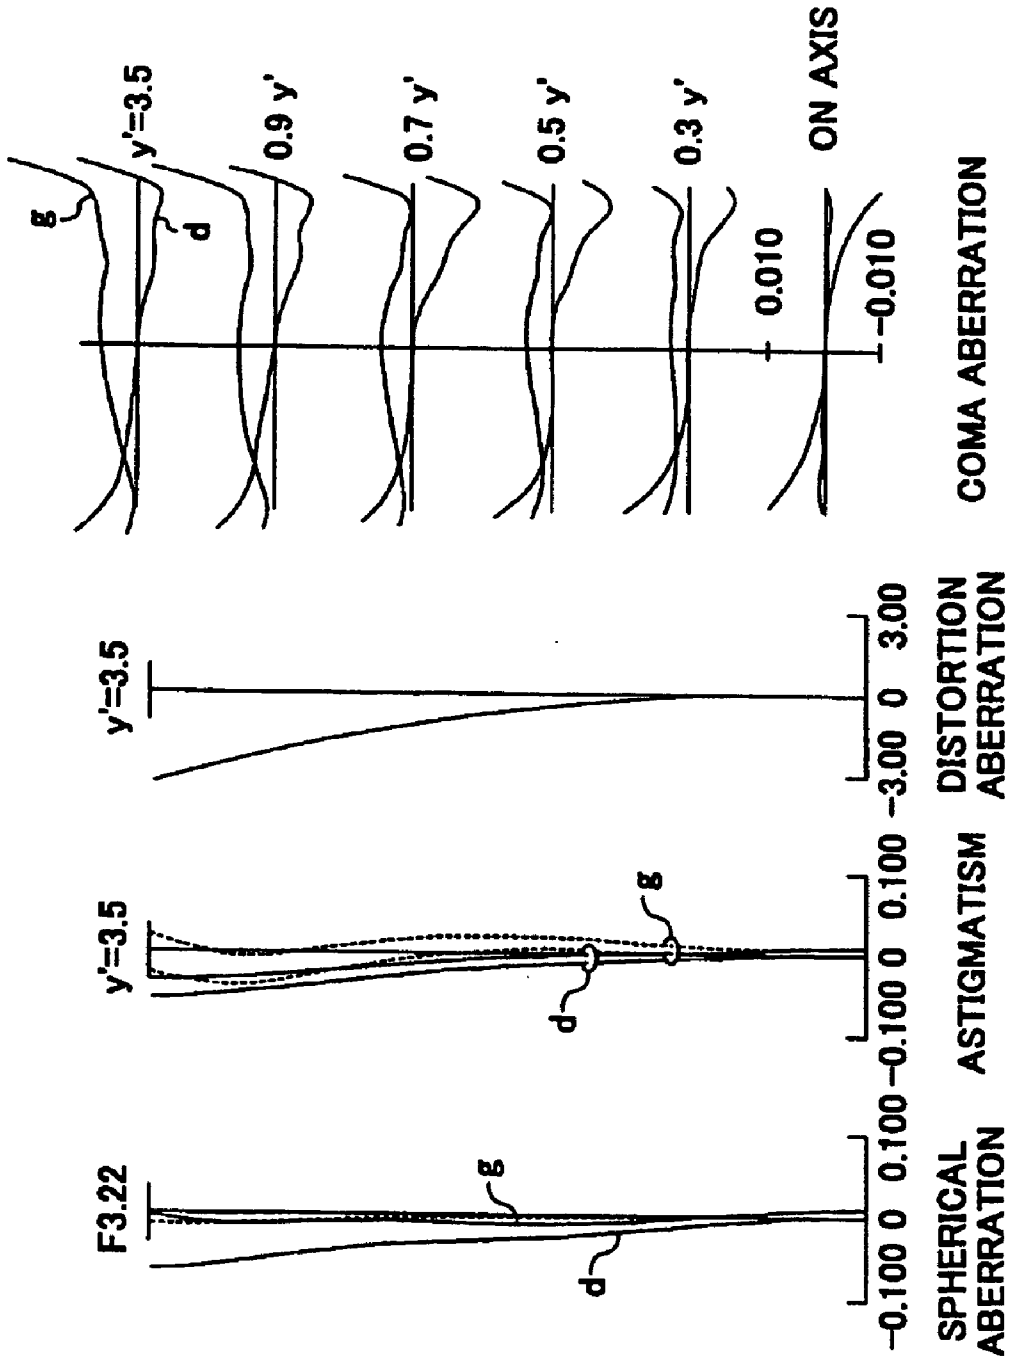 F3.22
g
d
-0.100 0 0.100
SPHERICAL
ABERRATION
y'=3.5
g
d
-0.100 0 0.100
ASTIGMATISM
y'=3.5
-3.00 0 3.00
DISTORTION
ABERRATION
g
d
y'=3.5
0.9 y'
0.7 y'
0.5 y'
0.3 y'
0.010
ON AXIS
-0.010
COMA ABERRATION